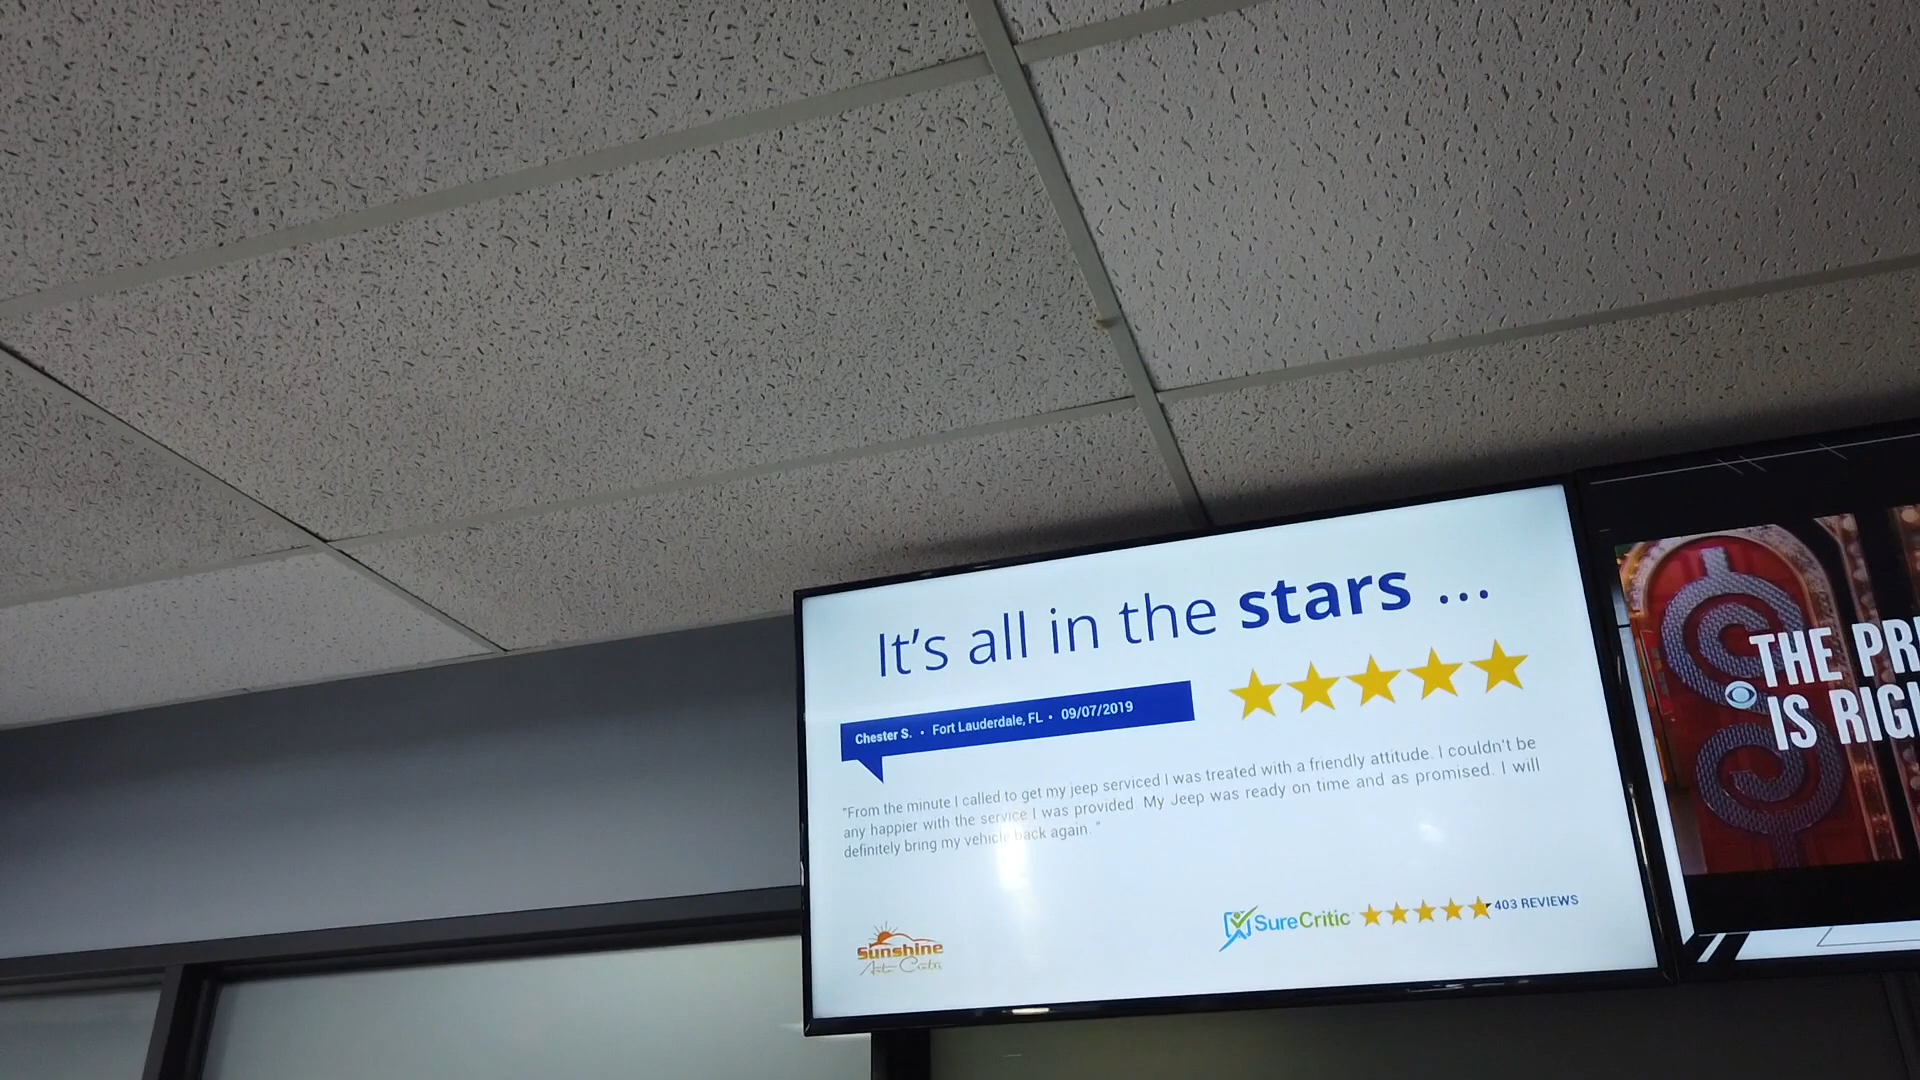 It's all in the stars ...
Chester S. • Fort Lauderdale, FL • 09/07/2019
"From the minute I called to get my jeep serviced I was treated with a friendly attitude. I couldn't be
any happier with the service I was provided My Jeep was ready on time and as promised. I will
definitely bring my vehicle back again. "
Sunshine
Auto Center
SureCritic
403 REVIEWS
THE PRI
IS RIG